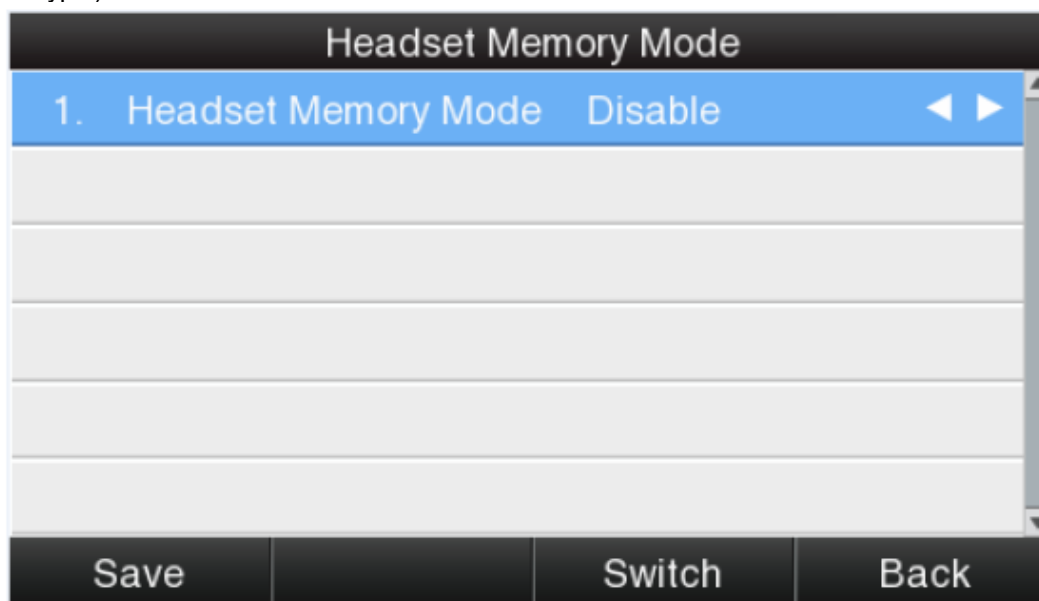 Headset Memory Mode
1. Headset Memory Mode Disable
Save Switch Back